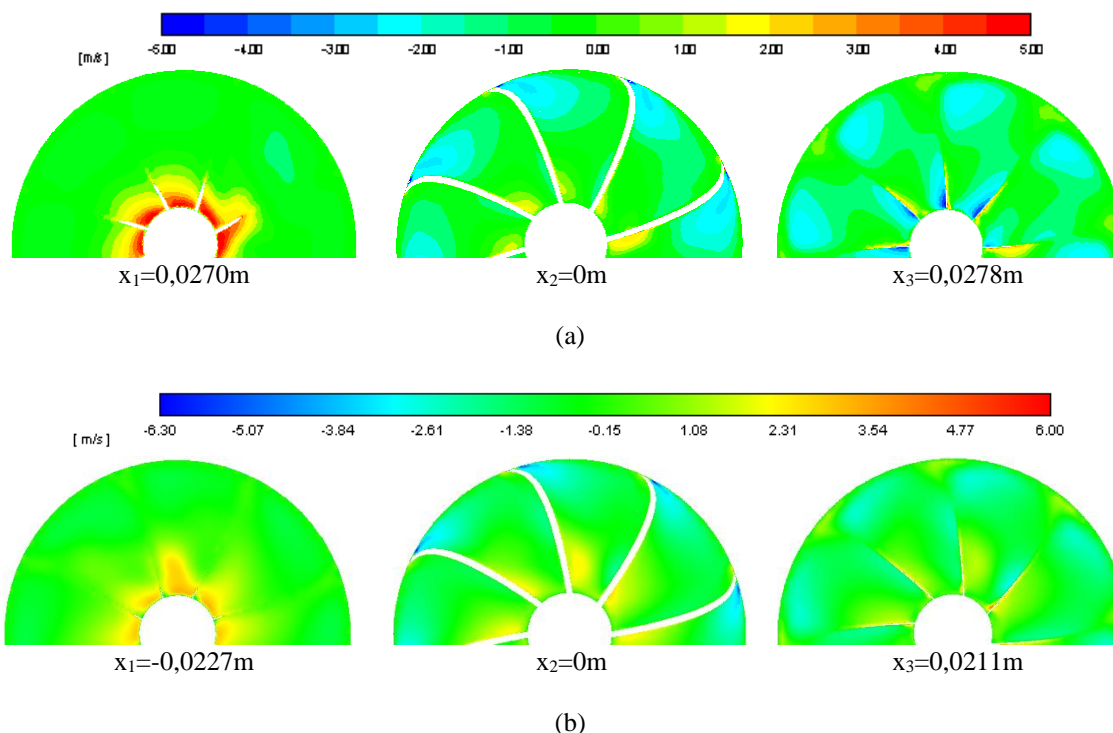 -5.00 -4.00 -3.00 -2.00 -1.00 0.00 1.00 2.00 3.00 4.00 5.00
[m/s]
x₁=0,0270m x₂=0m x₃=0,0278m
(a)
[ m/s ]
-6.30 -5.07 -3.84 -2.61 -1.38 -0.15 1.08 2.31 3.54 4.77 6.00
x₁=-0,0227m x₂=0m x₃=0,0211m
(b)